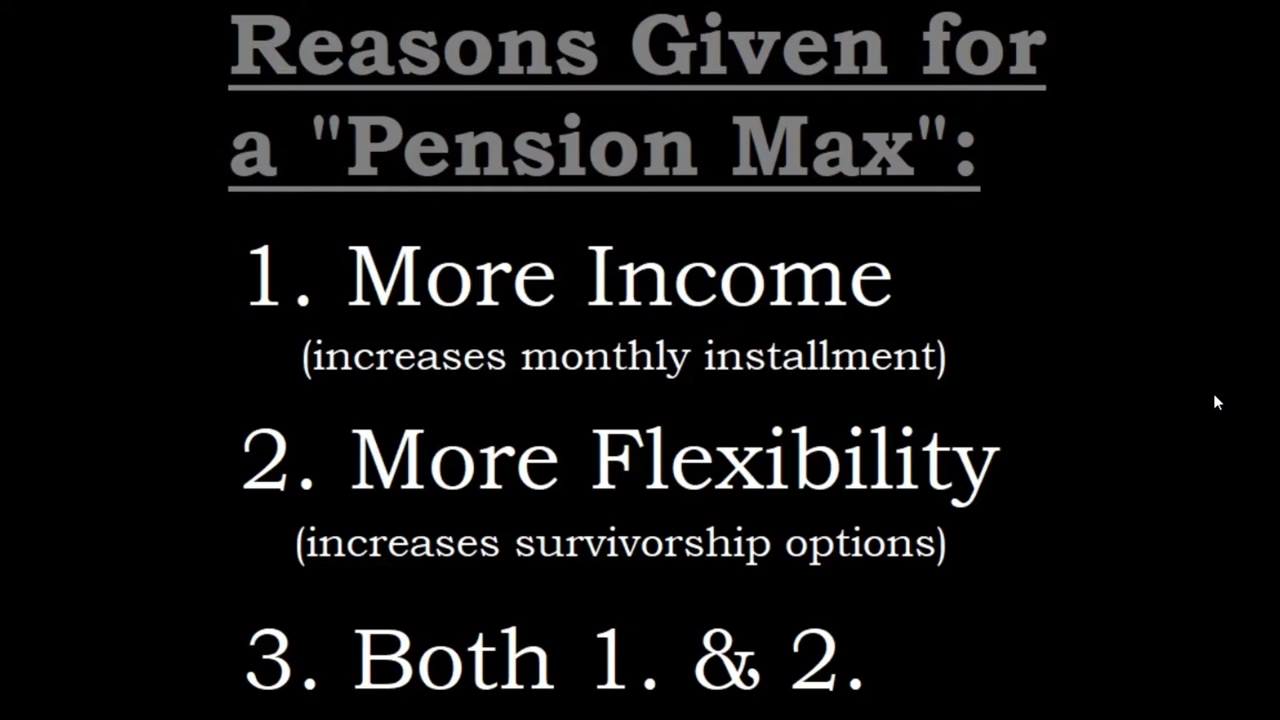 Reasons Given for
a "Pension Max":
1. More Income
(increases monthly installment)
2. More Flexibility
(increases survivorship options)
3. Both 1. & 2.